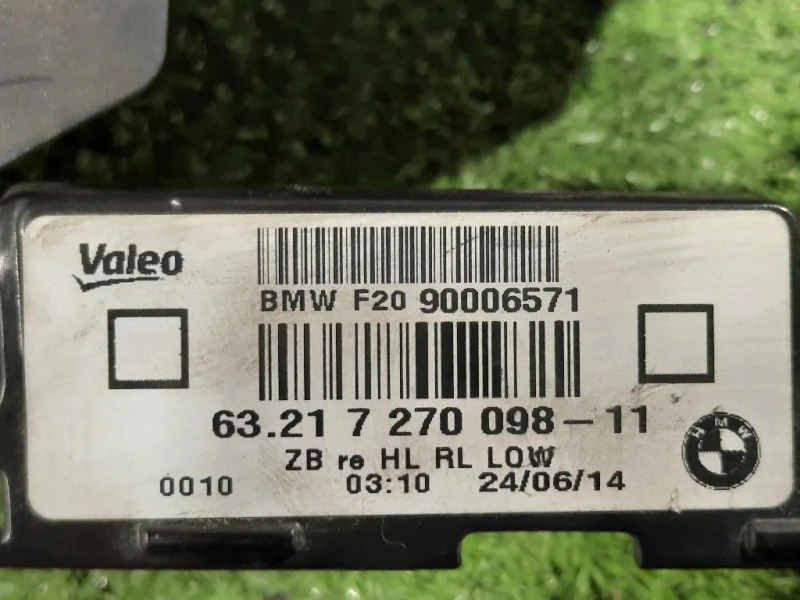 Valeo
BMW F20 90006571
63.21 7 270 098-11
BMW
ZB re HL RL LOW
0010 03:10 24/06/14